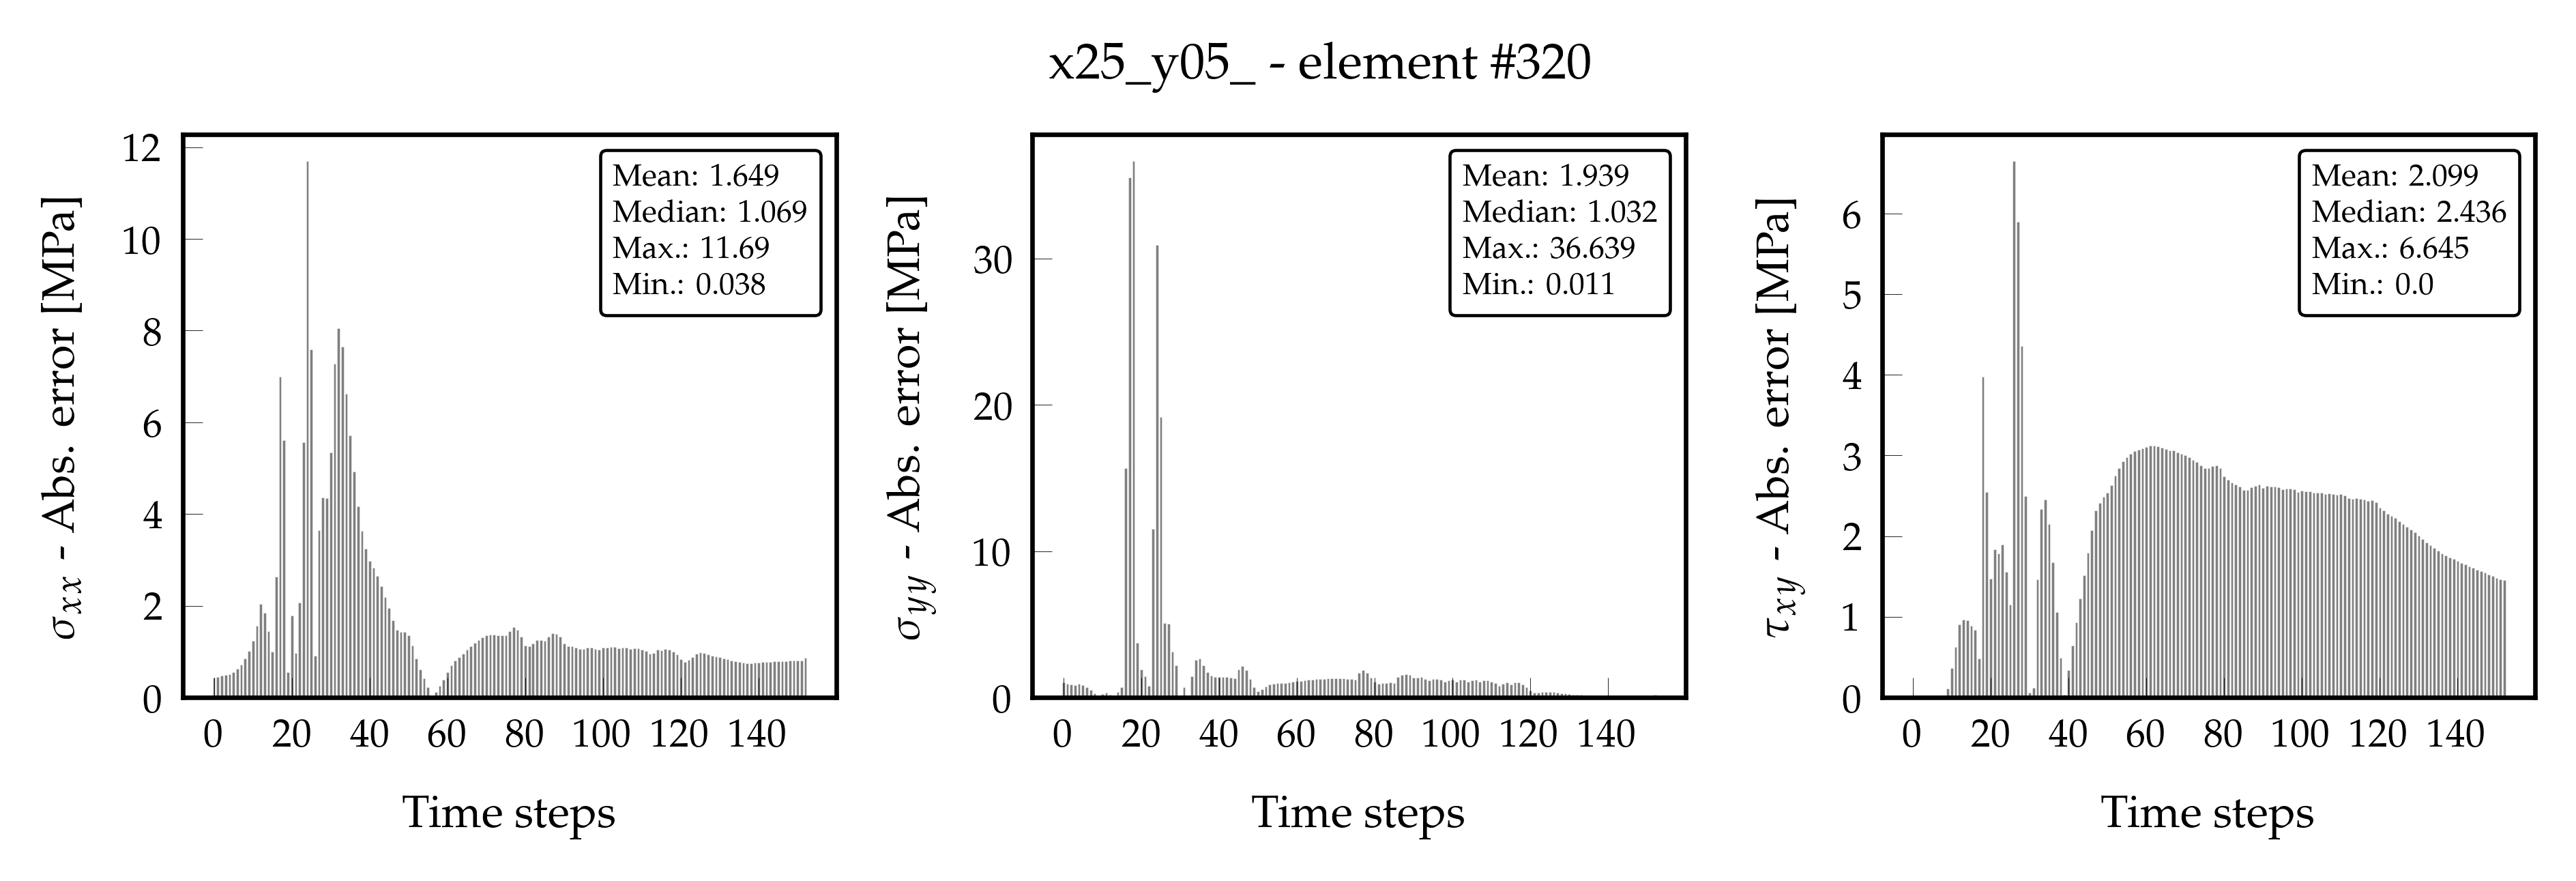 x25_y05_ - element #320
σxx - Abs. error [MPa]
12
10
8
6
4
2
0
Mean: 1.649
Median: 1.069
Max.: 11.69
Min.: 0.038
0 20 40 60 80 100 120 140
Time steps
σyy - Abs. error [MPa]
30
20
10
0
Mean: 1.939
Median: 1.032
Max.: 36.639
Min.: 0.011
0 20 40 60 80 100 120 140
Time steps
τxy - Abs. error [MPa]
6
5
4
3
2
1
0
Mean: 2.099
Median: 2.436
Max.: 6.645
Min.: 0.0
0 20 40 60 80 100 120 140
Time steps